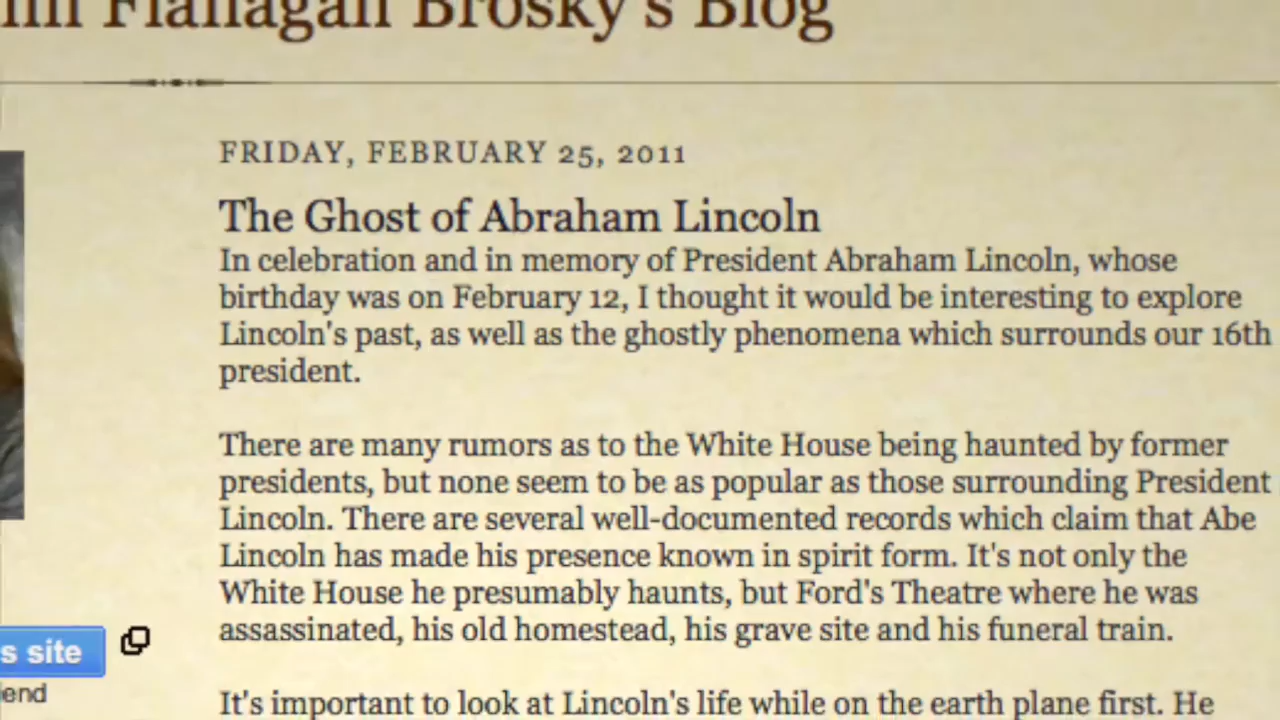 Flanagan Brosky's Blog
FRIDAY, FEBRUARY 25, 2011
The Ghost of Abraham Lincoln
In celebration and in memory of President Abraham Lincoln, whose
birthday was on February 12, I thought it would be interesting to explore
Lincoln's past, as well as the ghostly phenomena which surrounds our 16th
president.
There are many rumors as to the White House being haunted by former
presidents, but none seem to be as popular as those surrounding President
Lincoln. There are several well-documented records which claim that Abe
Lincoln has made his presence known in spirit form. It's not only the
White House he presumably haunts, but Ford's Theatre where he was
assassinated, his old homestead, his grave site and his funeral train.
s site
iend
It's important to look at Lincoln's life while on the earth plane first. He